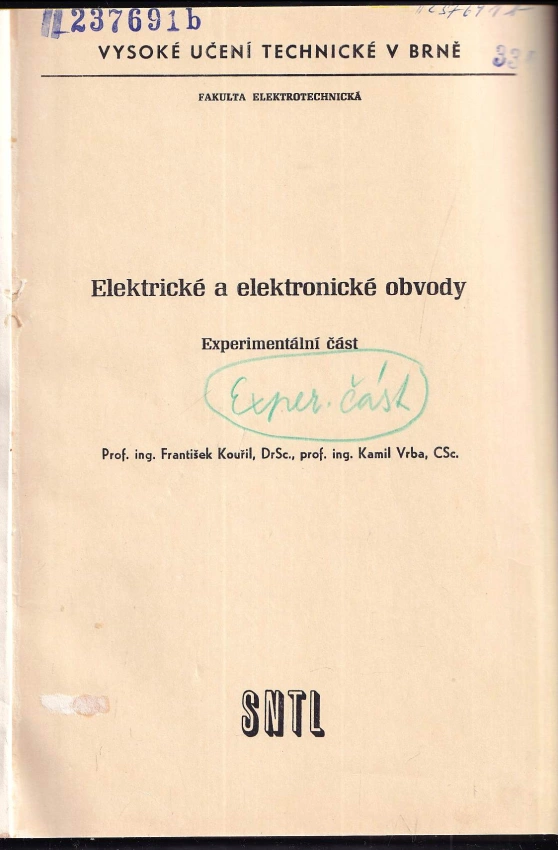 237691b
VYSOKÉ UČENÍ TECHNICKÉ V BRNĚ
FAKULTA ELEKTROTECHNICKÁ
Elektrické a elektronické obvody
Experimentální část
Exper. část
Prof. ing. František Kouřil, DrSc., prof. ing. Kamil Vrba, CSc.
SNTL